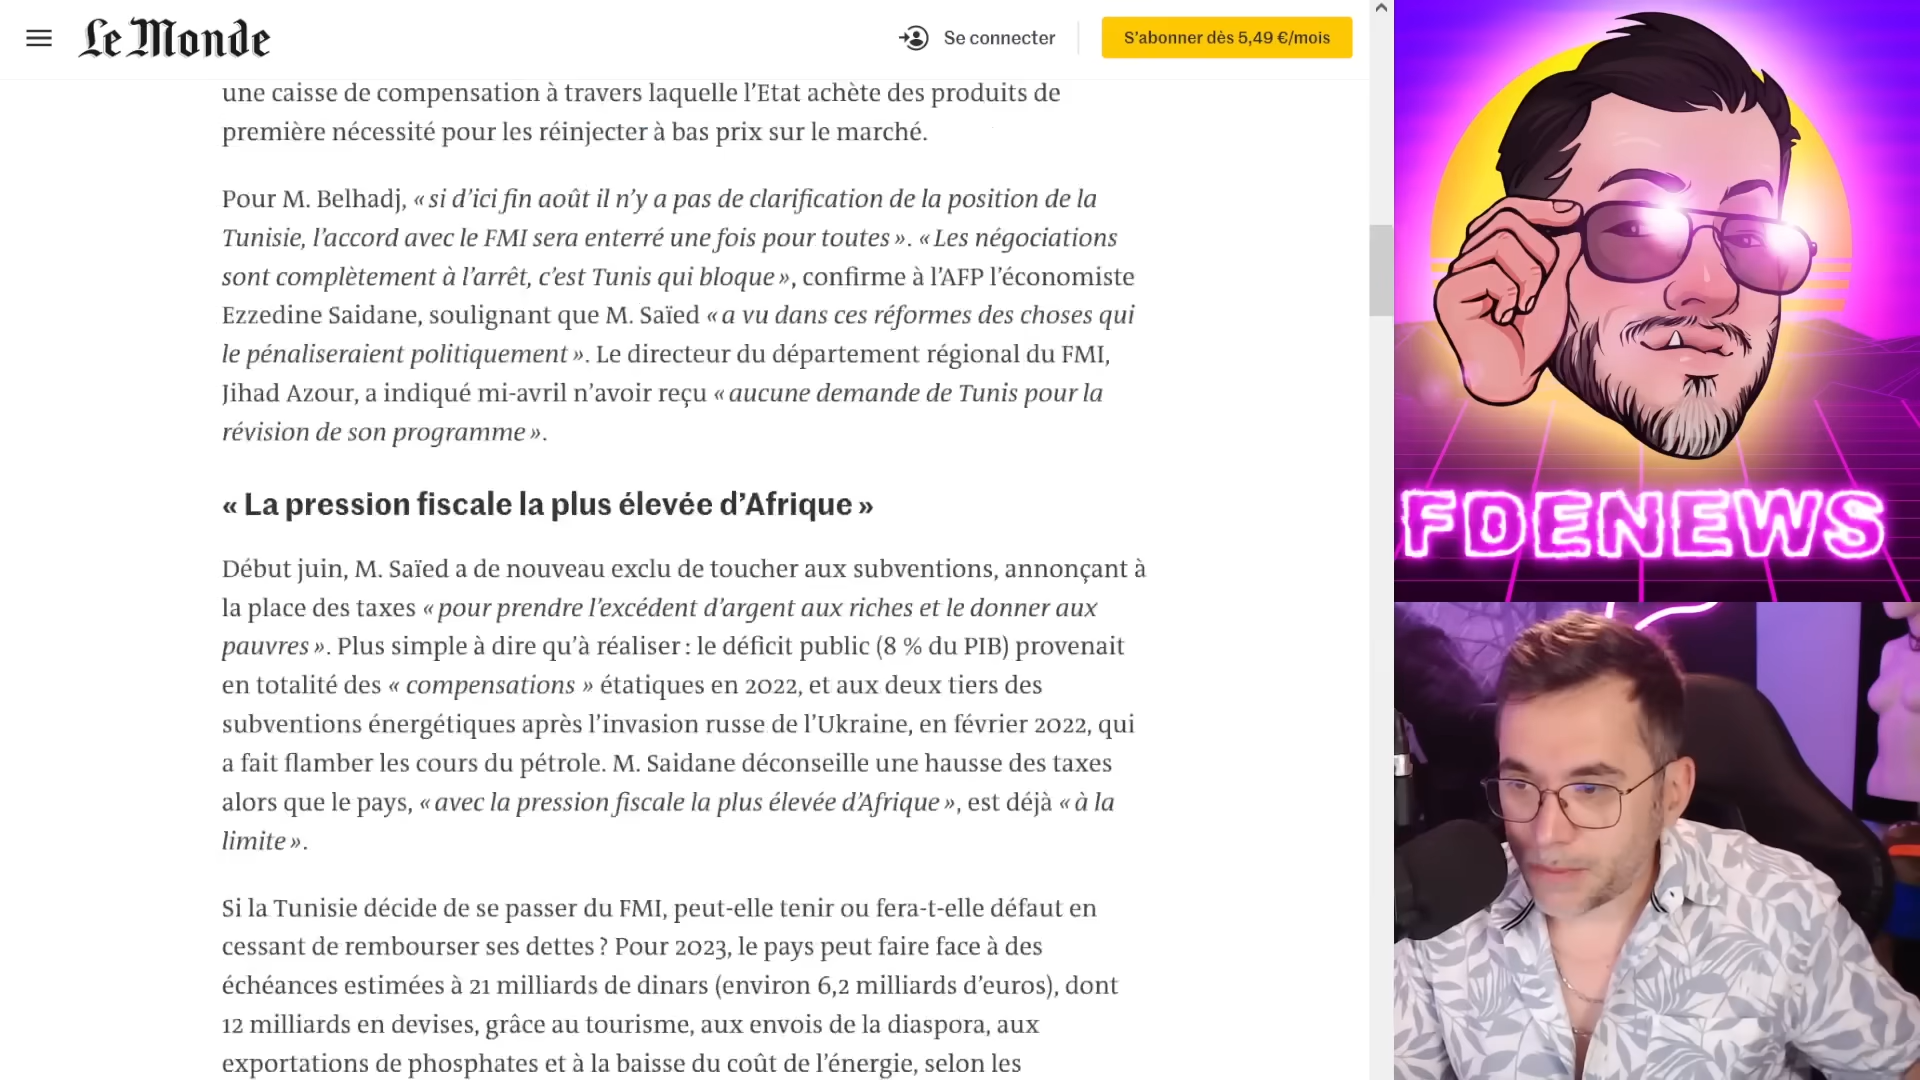 Le Monde
Se connecter
S’abonner dès 5,49 €/mois
une caisse de compensation à travers laquelle l’Etat achète des produits de
première nécessité pour les réinjecter à bas prix sur le marché.
Pour M. Belhadj, « si d’ici fin août il n’y a pas de clarification de la position de la
Tunisie, l’accord avec le FMI sera enterré une fois pour toutes ». « Les négociations
sont complètement à l’arrêt, c’est Tunis qui bloque », confirme à l’AFP l’économiste
Ezzedine Saidane, soulignant que M. Saïed « a vu dans ces réformes des choses qui
le pénaliseraient politiquement ». Le directeur du département régional du FMI,
Jihad Azour, a indiqué mi-avril n’avoir reçu « aucune demande de Tunis pour la
révision de son programme ».
« La pression fiscale la plus élevée d’Afrique »
Début juin, M. Saïed a de nouveau exclu de toucher aux subventions, annonçant à
la place des taxes « pour prendre l’excédent d’argent aux riches et le donner aux
pauvres ». Plus simple à dire qu’à réaliser : le déficit public (8 % du PIB) provenait
en totalité des « compensations » étatiques en 2022, et aux deux tiers des
subventions énergétiques après l’invasion russe de l’Ukraine, en février 2022, qui
a fait flamber les cours du pétrole. M. Saidane déconseille une hausse des taxes
alors que le pays, « avec la pression fiscale la plus élevée d’Afrique », est déjà « à la
limite ».
Si la Tunisie décide de se passer du FMI, peut-elle tenir ou fera-t-elle défaut en
cessant de rembourser ses dettes ? Pour 2023, le pays peut faire face à des
échéances estimées à 21 milliards de dinars (environ 6,2 milliards d’euros), dont
12 milliards en devises, grâce au tourisme, aux envois de la diaspora, aux
exportations de phosphates et à la baisse du coût de l’énergie, selon les
FDENEWS